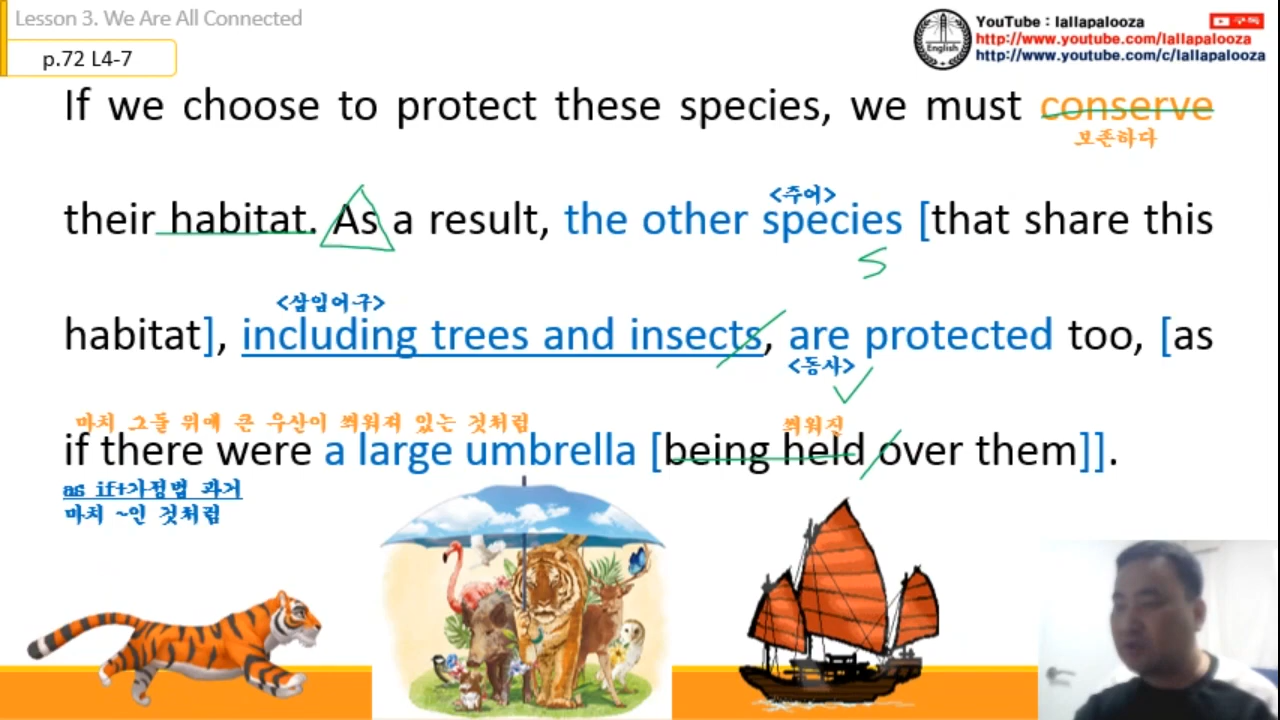 Lesson 3. We Are All Connected
YouTube : lallapalooza
구독
http://www.youtube.com/lallapalooza
English
http://www.youtube.com/c/lallapalooza
p.72 L4-7
If we choose to protect these species, we must conserve
보존하다
<주어>
their habitat. As a result, the other species [that share this
S
<삽입어구>
habitat], including trees and insects, are protected too, [as
<동사>
마치 그들 위에 큰 우산이 씌워져 있는 것처럼
씌워진
if there were a large umbrella [being held over them]].
as if+가정법 과거
마치 ~인 것처럼